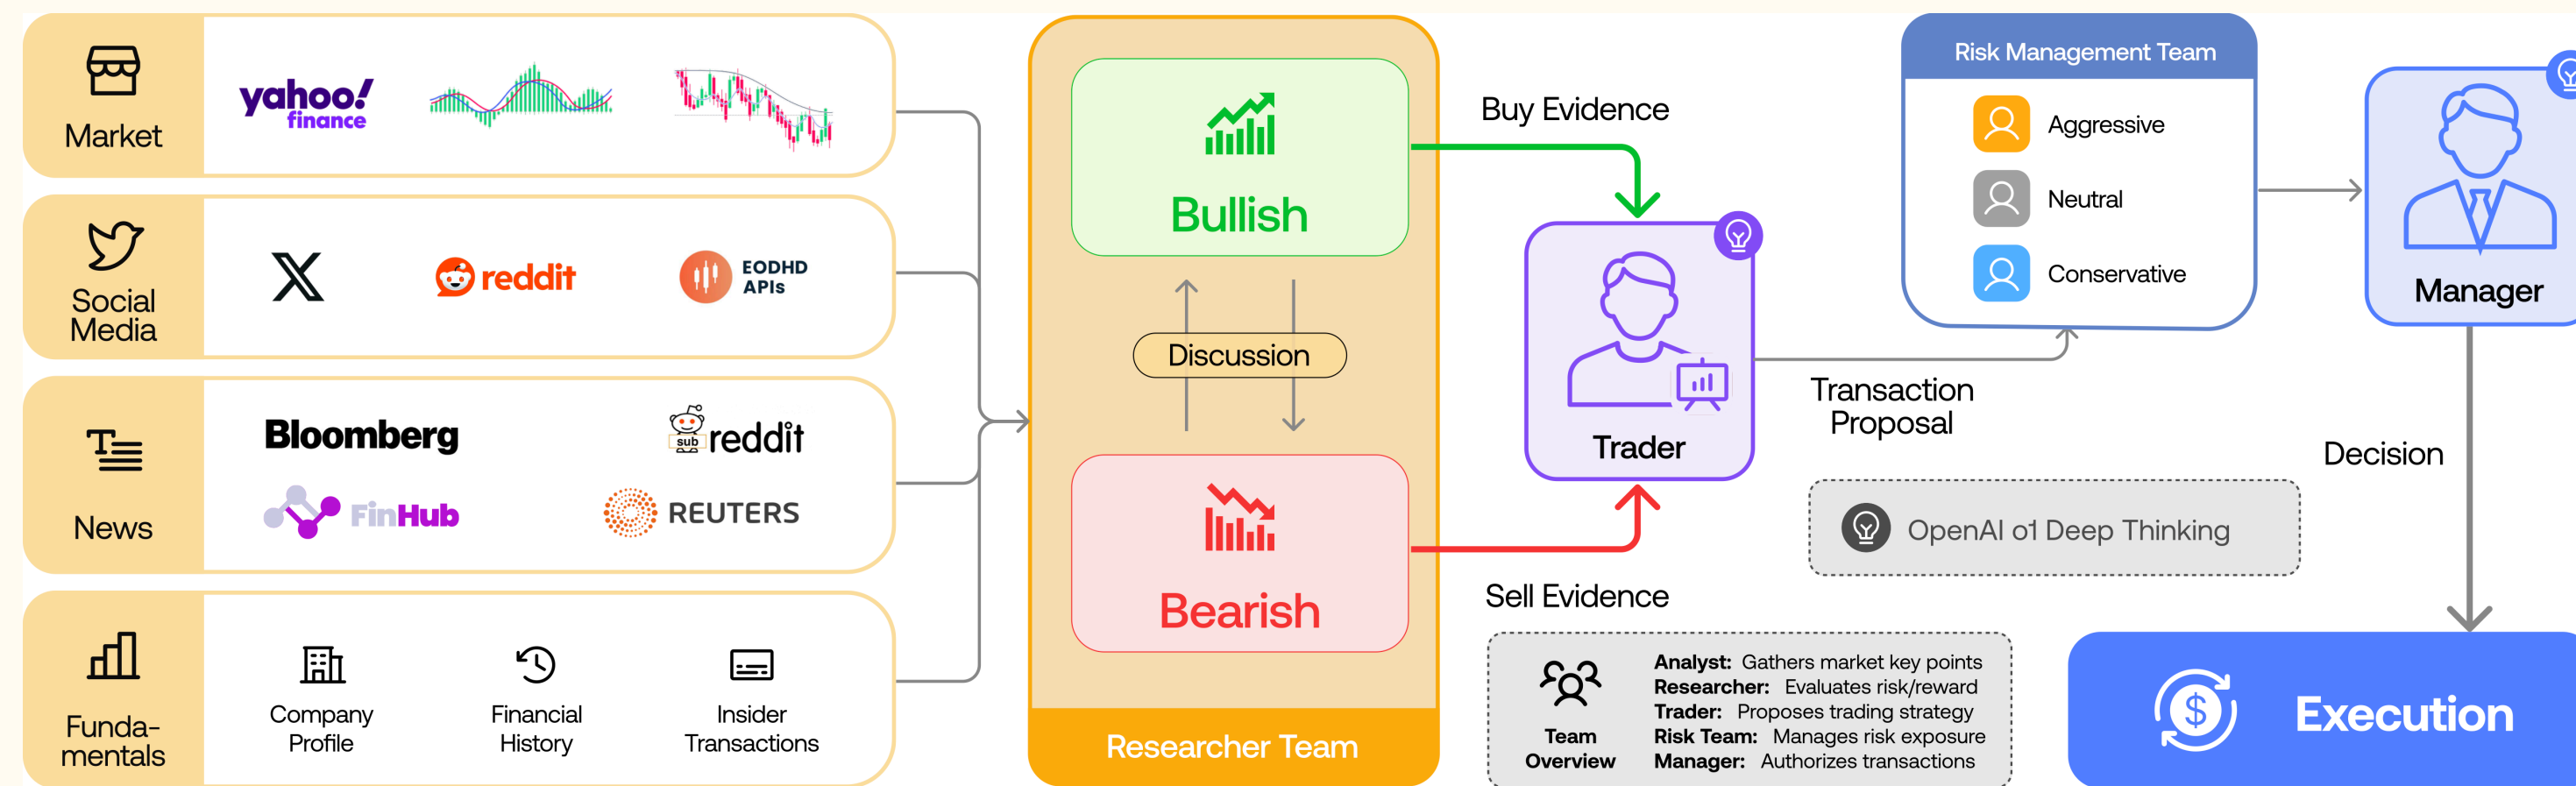 Market
yahoo!
finance
Social
Media
X
reddit
EODHD
APIs
News
Bloomberg
sub
reddit
FinHub
REUTERS
Funda-
mentals
Company
Profile
Financial
History
Insider
Transactions
Bullish
Discussion
Bearish
Researcher Team
Buy Evidence
Trader
Sell Evidence
Transaction
Proposal
Risk Management Team
Aggressive
Neutral
Conservative
Manager
Decision
OpenAI o1 Deep Thinking
Team
Overview
Analyst: Gathers market key points
Researcher: Evaluates risk/reward
Trader: Proposes trading strategy
Risk Team: Manages risk exposure
Manager: Authorizes transactions
$
Execution